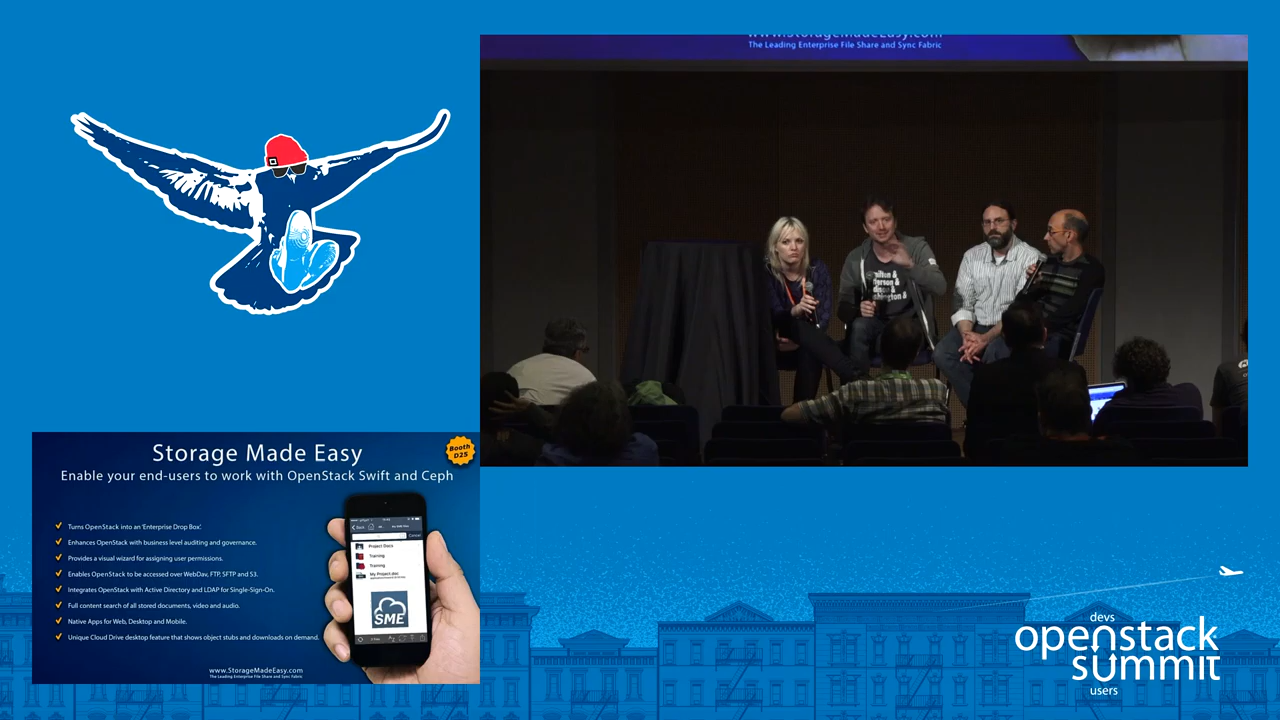 www.StorageMadeEasy.com
The Leading Enterprise File Share and Sync Fabric
Storage Made Easy
Booth
D25
Enable your end-users to work with OpenStack Swift and Ceph
Turns OpenStack into an 'Enterprise Drop Box'.
Enhances OpenStack with business level auditing and governance.
Provides a visual wizard for assigning user permissions.
Enables OpenStack to be accessed over WebDav, FTP, SFTP and S3.
Integrates OpenStack with Active Directory and LDAP for Single-Sign-On.
Full content search of all stored documents, video and audio.
Native Apps for Web, Desktop and Mobile.
Unique Cloud Drive desktop feature that shows object stubs and downloads on demand.
Back
Cancel
Project Docs
Training
Training
My Project.doc
SME
www.StorageMadeEasy.com
The Leading Enterprise File Share and Sync Fabric
devs
openstack
summit
users